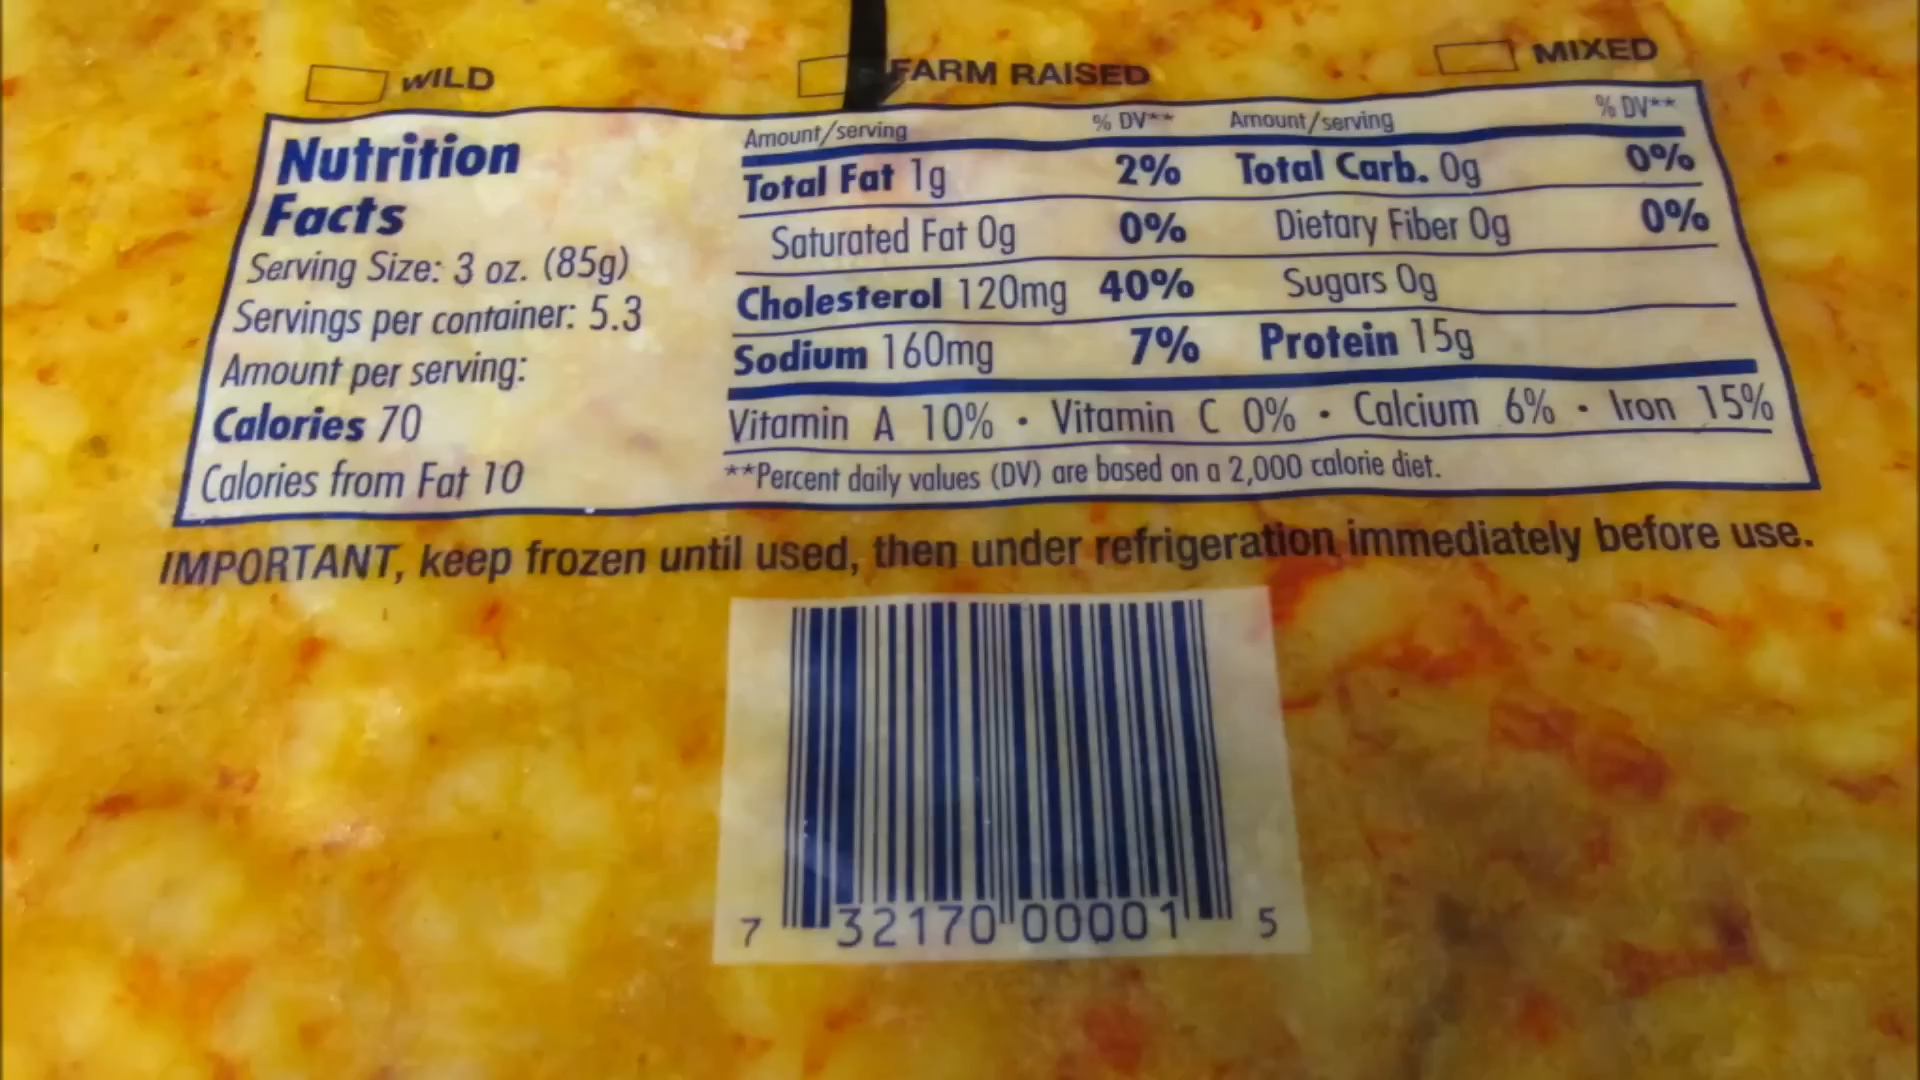 WILD FARM RAISED MIXED
Nutrition
Facts
Serving Size: 3 oz. (85g)
Servings per container: 5.3
Amount per serving:
Calories 70
Calories from Fat 10
Amount/serving % DV** Amount/serving % DV**
Total Fat 1g 2% Total Carb. 0g 0%
Saturated Fat 0g 0% Dietary Fiber 0g 0%
Cholesterol 120mg 40% Sugars 0g
Sodium 160mg 7% Protein 15g
Vitamin A 10% • Vitamin C 0% • Calcium 6% • Iron 15%
**Percent daily values (DV) are based on a 2,000 calorie diet.
IMPORTANT, keep frozen until used, then under refrigeration immediately before use.
7 32170 00001 5